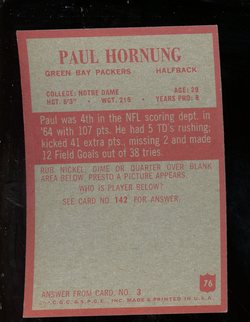 PAUL HORNUNG
GREEN BAY PACKERS HALFBACK
COLLEGE: NOTRE DAME AGE: 29
HGT. 6'3" • WGT. 215 • YEARS PRO: 8
Paul was 4th in the NFL scoring dept. in
'64 with 107 pts. He had 5 TD's rushing;
kicked 41 extra pts., missing 2 and made
12 Field Goals out of 38 tries.
RUB NICKEL, DIME OR QUARTER OVER BLANK
AREA BELOW, PRESTO A PICTURE APPEARS
WHO IS PLAYER BELOW?
SEE CARD NO. 142 FOR ANSWER
76
ANSWER FROM CARD, NO. 3
P.C.G.C. & S.P.C.E., INC. MADE & PRINTED IN U.S.A.